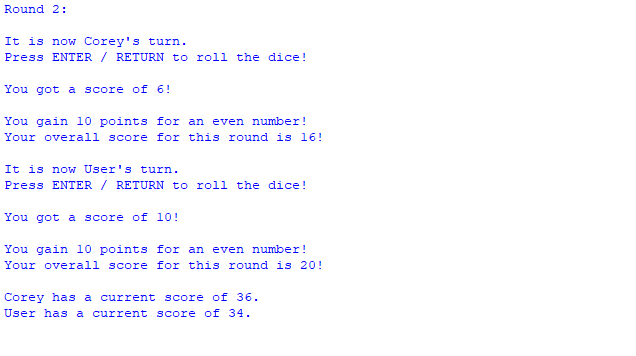 Round 2:
It is now Corey's turn.
Press ENTER / RETURN to roll the dice!
You got a score of 6!
You gain 10 points for an even number!
Your overall score for this round is 16!
It is now User's turn.
Press ENTER / RETURN to roll the dice!
You got a score of 10!
You gain 10 points for an even number!
Your overall score for this round is 20!
Corey has a current score of 36.
User has a current score of 34.